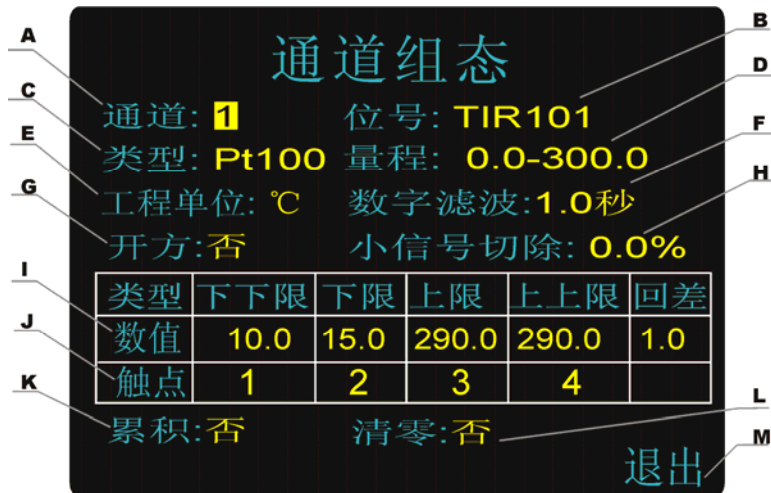 通道组态
A
B
通道: 1 位号: TIR101
C
D
类型: Pt100 量程: 0.0-300.0
E
F
工程单位: ℃ 数字滤波:1.0秒
G
H
开方:否 小信号切除: 0.0%
I
类型 下下限 下限 上限 上上限 回差
数值 10.0 15.0 290.0 290.0 1.0
J
触点 1 2 3 4
K
L
累积:否 清零:否
M
退出